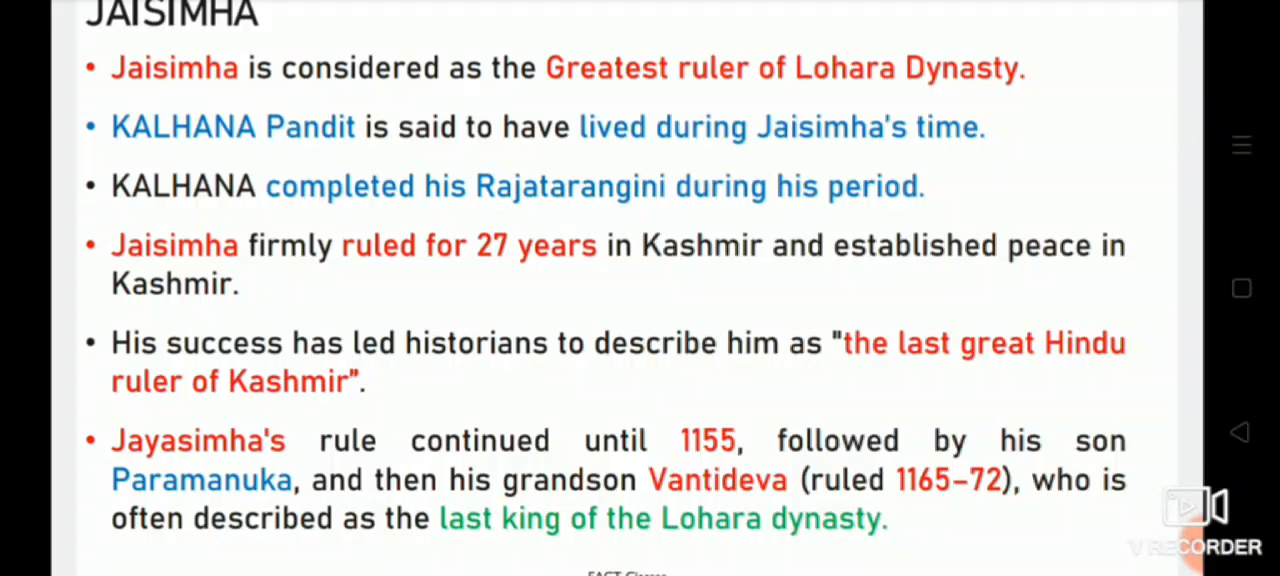 JAISIMHA
• Jaisimha is considered as the Greatest ruler of Lohara Dynasty.
• KALHANA Pandit is said to have lived during Jaisimha's time.
• KALHANA completed his Rajatarangini during his period.
• Jaisimha firmly ruled for 27 years in Kashmir and established peace in
Kashmir.
• His success has led historians to describe him as "the last great Hindu
ruler of Kashmir".
• Jayasimha's rule continued until 1155, followed by his son
Paramanuka, and then his grandson Vantideva (ruled 1165–72), who is
often described as the last king of the Lohara dynasty.
V RECORDER